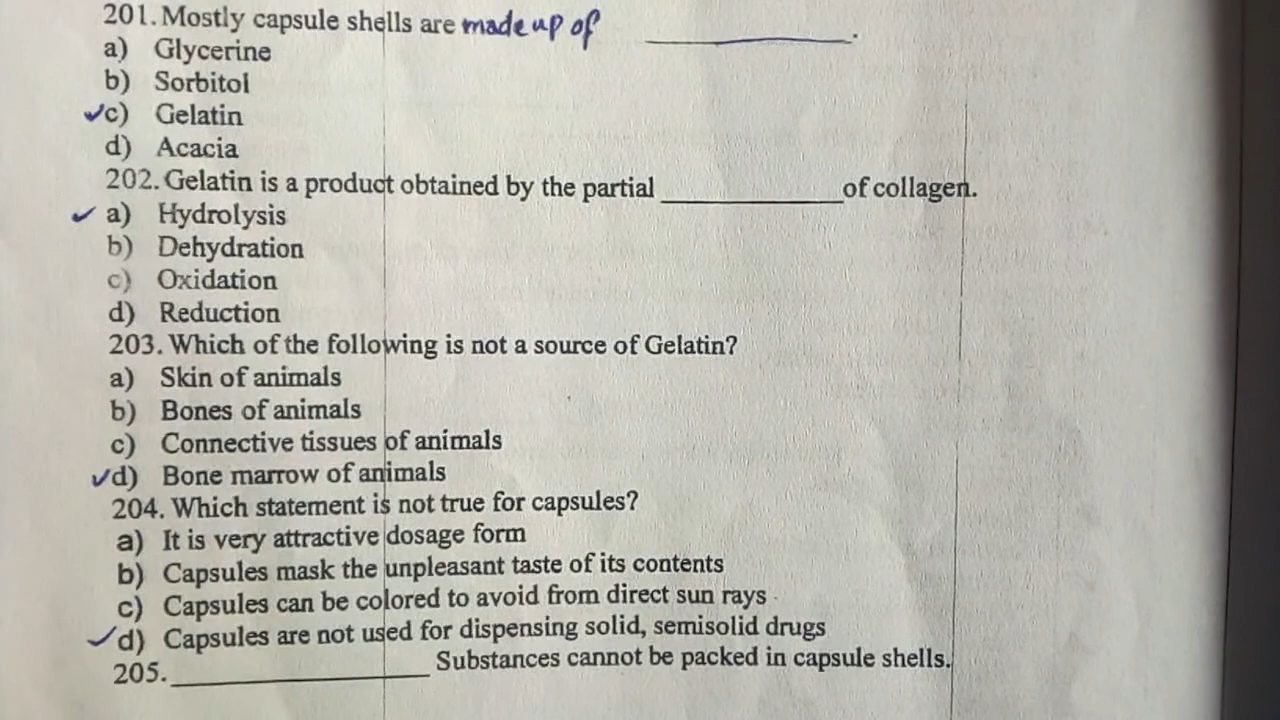 201. Mostly capsule shells are made up of ____________.
a) Glycerine
b) Sorbitol
✓c) Gelatin
d) Acacia
202. Gelatin is a product obtained by the partial ____________ of collagen.
✓ a) Hydrolysis
b) Dehydration
c) Oxidation
d) Reduction
203. Which of the following is not a source of Gelatin?
a) Skin of animals
b) Bones of animals
c) Connective tissues of animals
✓d) Bone marrow of animals
204. Which statement is not true for capsules?
a) It is very attractive dosage form
b) Capsules mask the unpleasant taste of its contents
c) Capsules can be colored to avoid from direct sun rays
✓d) Capsules are not used for dispensing solid, semisolid drugs
205. ____________ Substances cannot be packed in capsule shells.